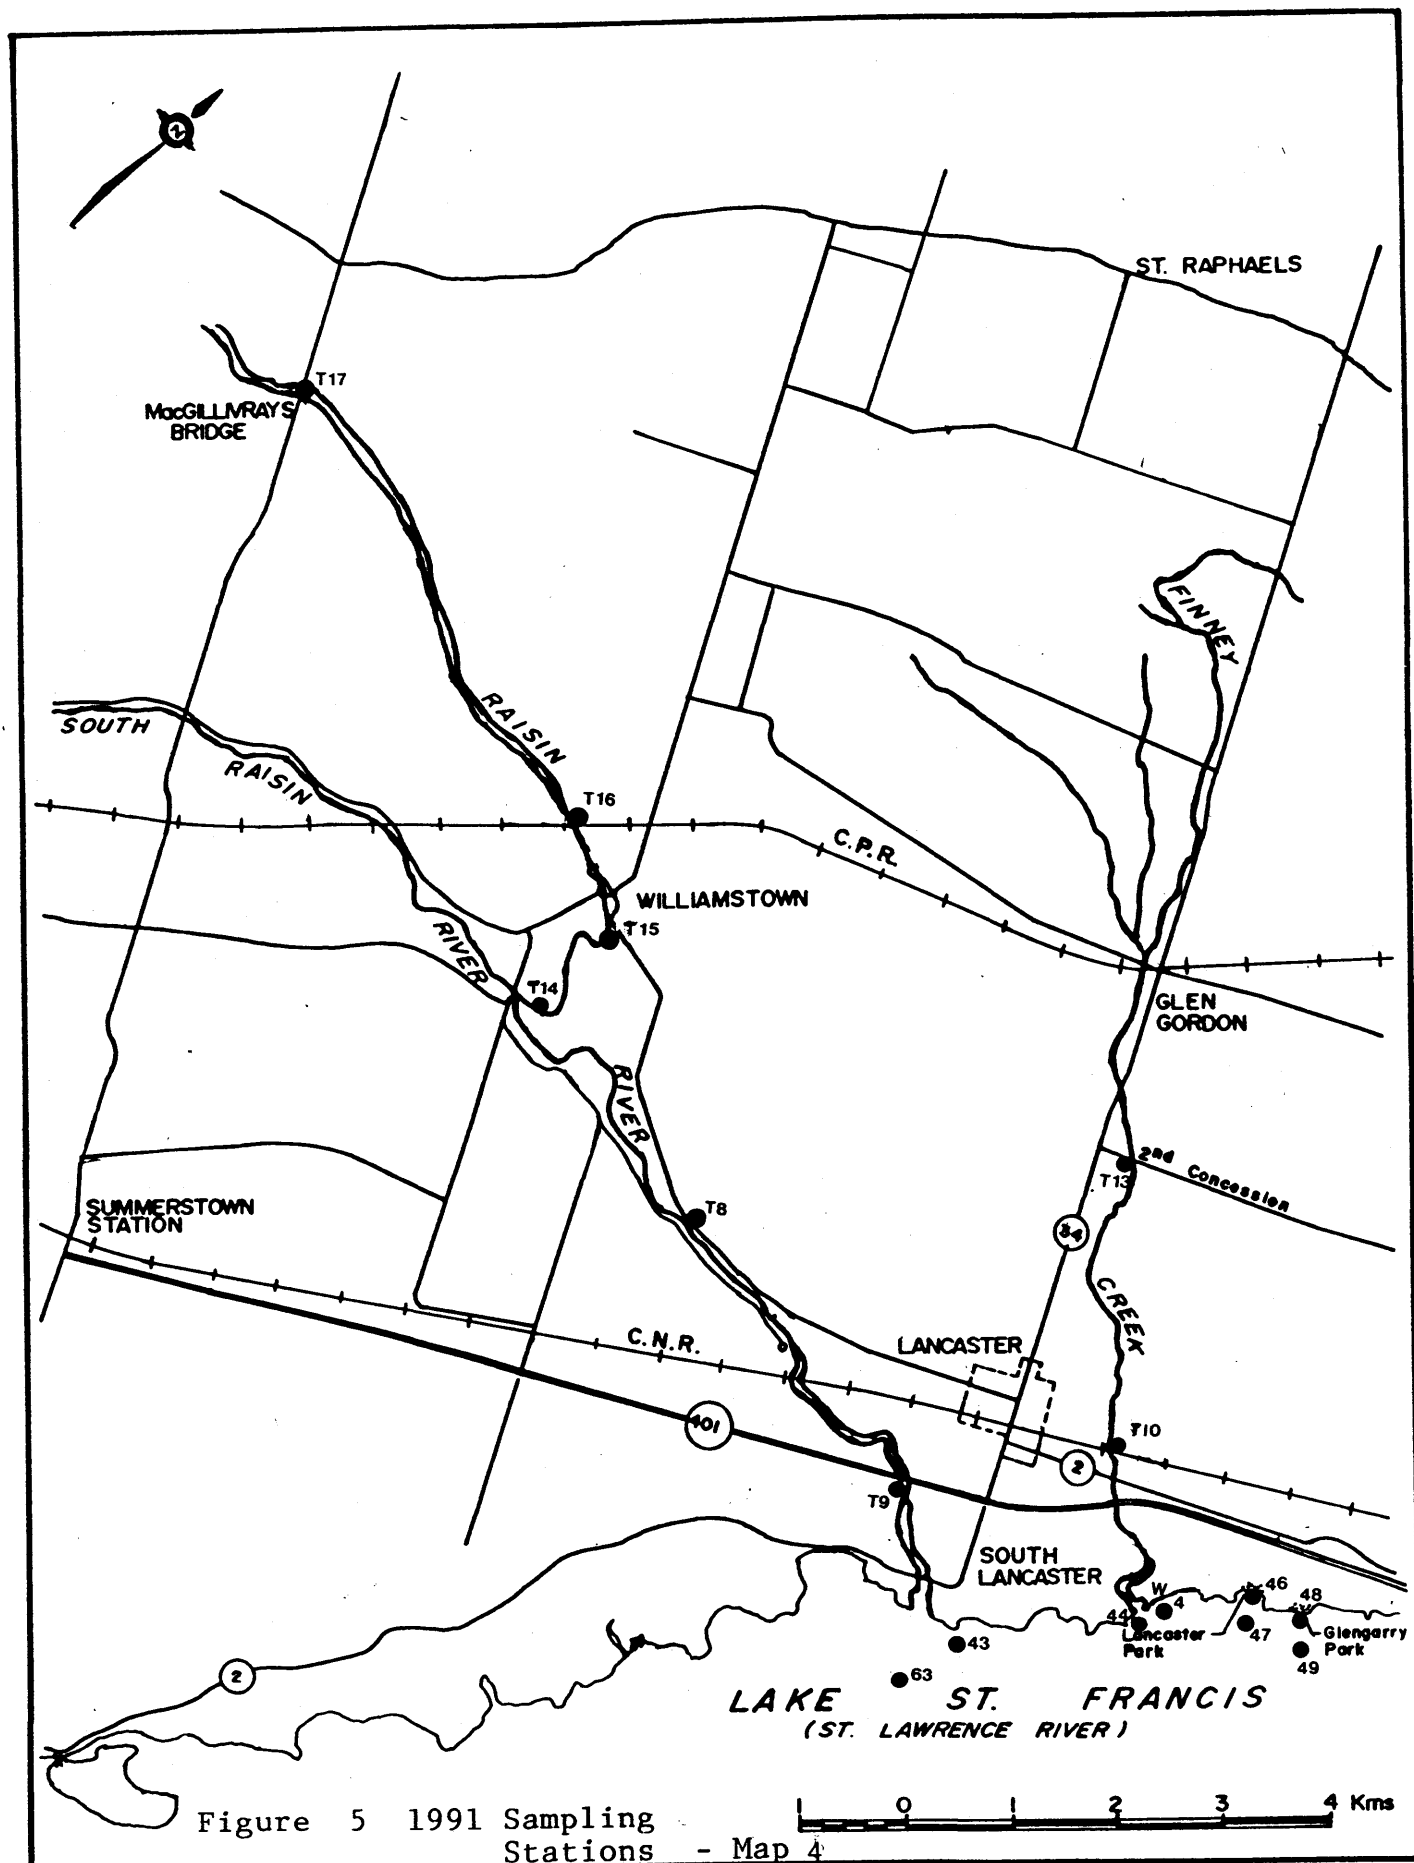 N
ST. RAPHAELS
T17
MacGILLIVRAYS
BRIDGE
FINNEY
SOUTH
RAISIN
RAISIN
T16
C.P.R.
WILLIAMSTOWN
T15
RIVER
T14
GLEN
GORDON
RIVER
2nd Concession
T13
SUMMERSTOWN
STATION
T8
34
CREEK
C.N.R.
LANCASTER
401
T10
2
T9
SOUTH
LANCASTER
W
46
48
44
4
Lancaster
Park
47
Glengarry
Park
43
49
63
2
LAKE ST. FRANCIS
(ST. LAWRENCE RIVER)
1 0 1 2 3 4 Kms
Figure 5 1991 Sampling
Stations - Map 4